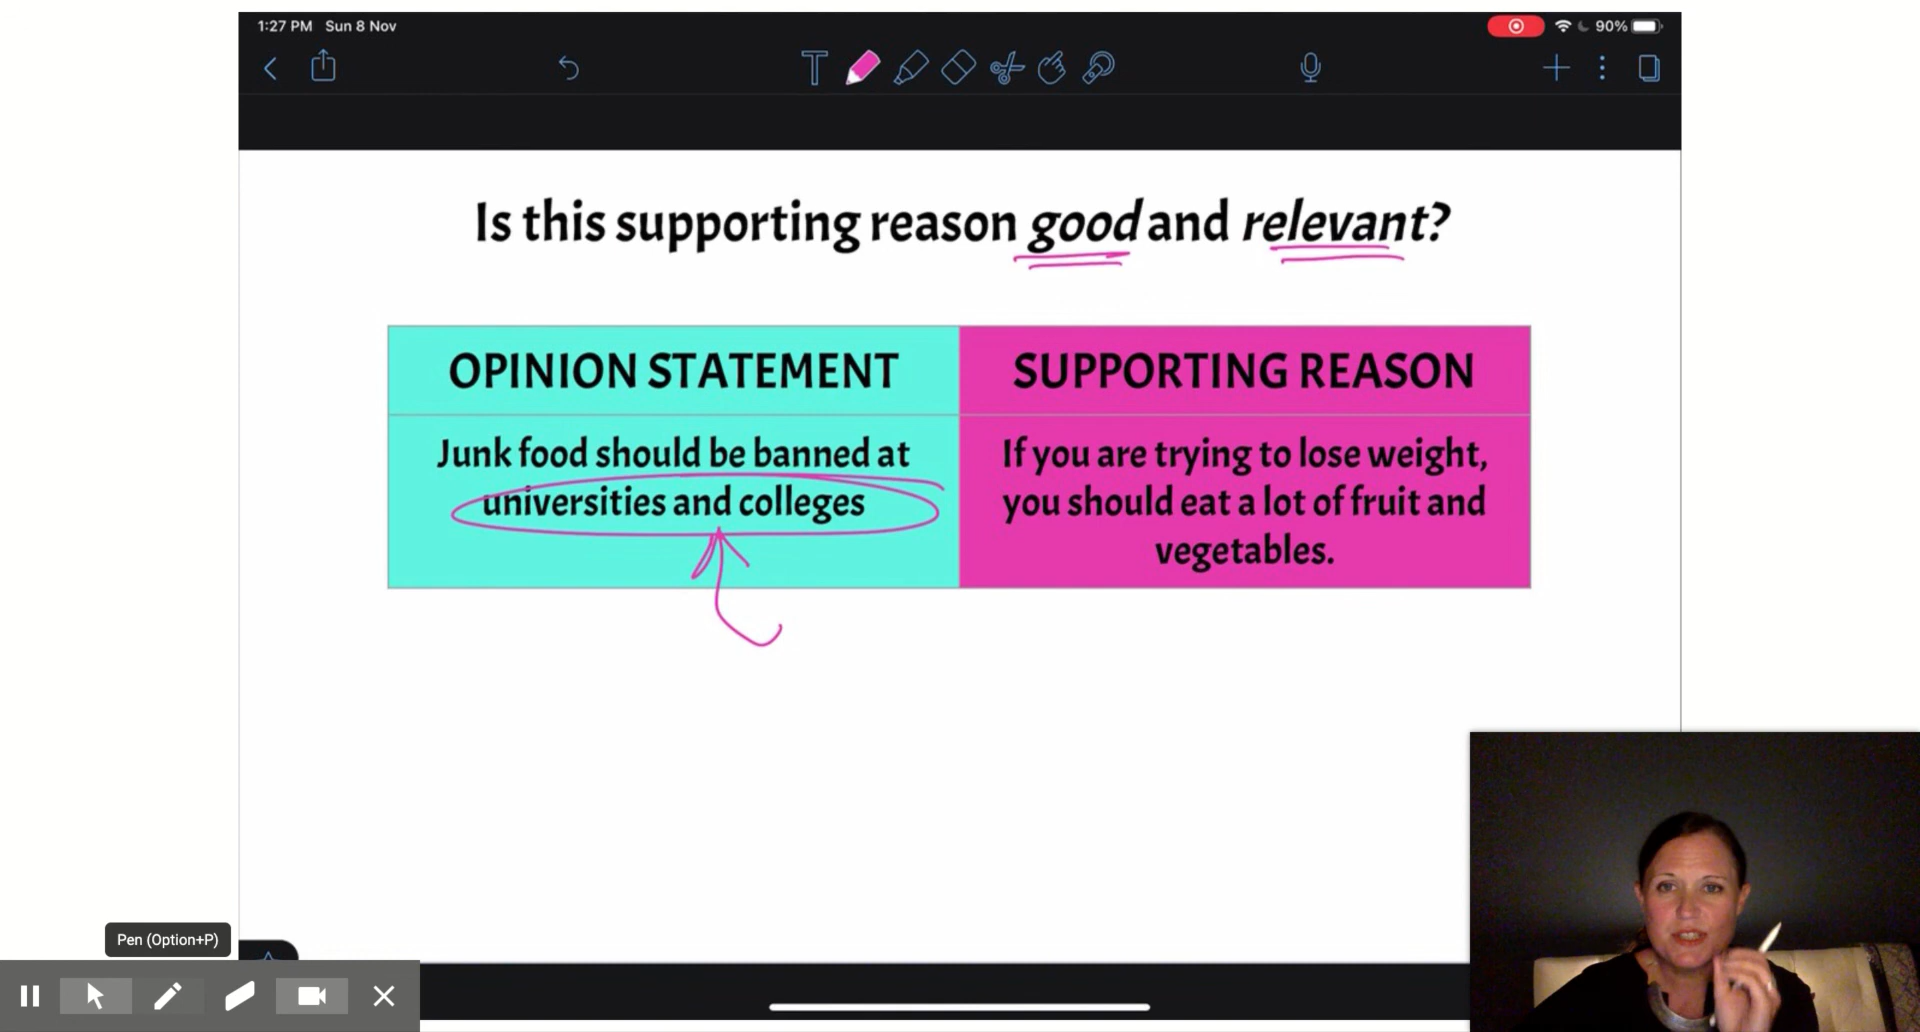 1:27 PM Sun 8 Nov
90%
Is this supporting reason good and relevant?
OPINION STATEMENT
SUPPORTING REASON
Junk food should be banned at
universities and colleges
If you are trying to lose weight,
you should eat a lot of fruit and
vegetables.
Pen (Option+P)